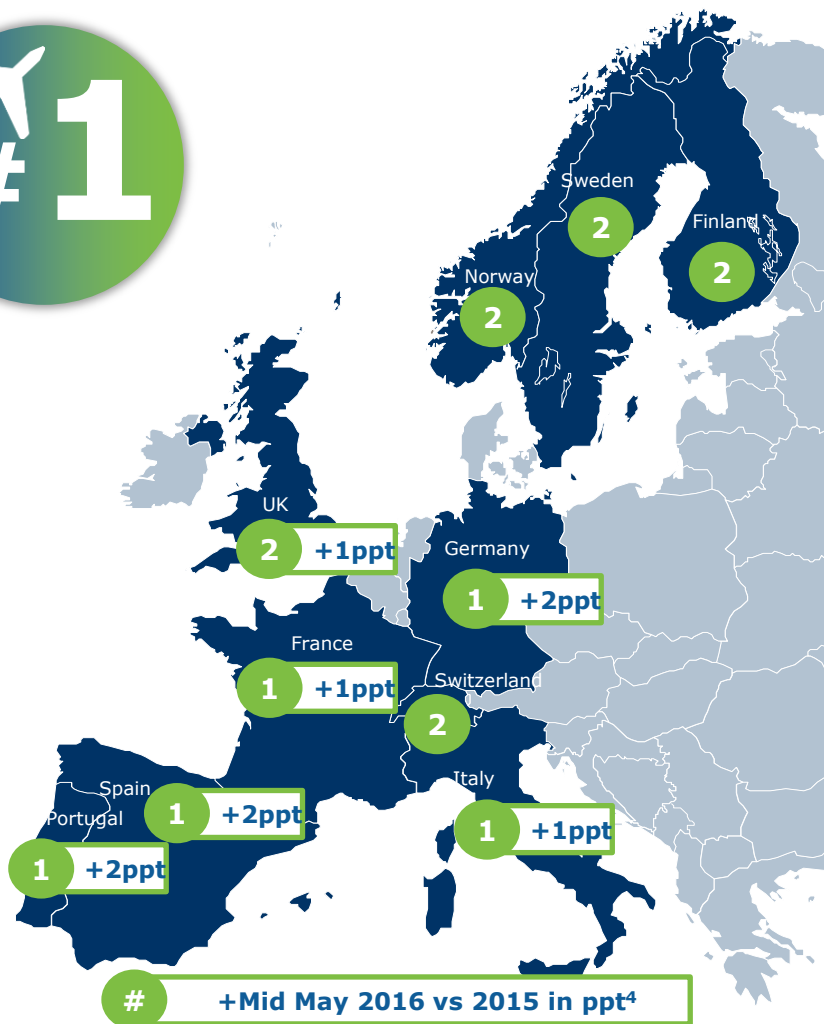 #1
Sweden
2
Finland
2
Norway
2
UK
2 +1ppt
Germany
1 +2ppt
France
1 +1ppt
Switzerland
2
Italy
1 +1ppt
Spain
1 +2ppt
Portugal
1 +2ppt
# +Mid May 2016 vs 2015 in ppt⁴